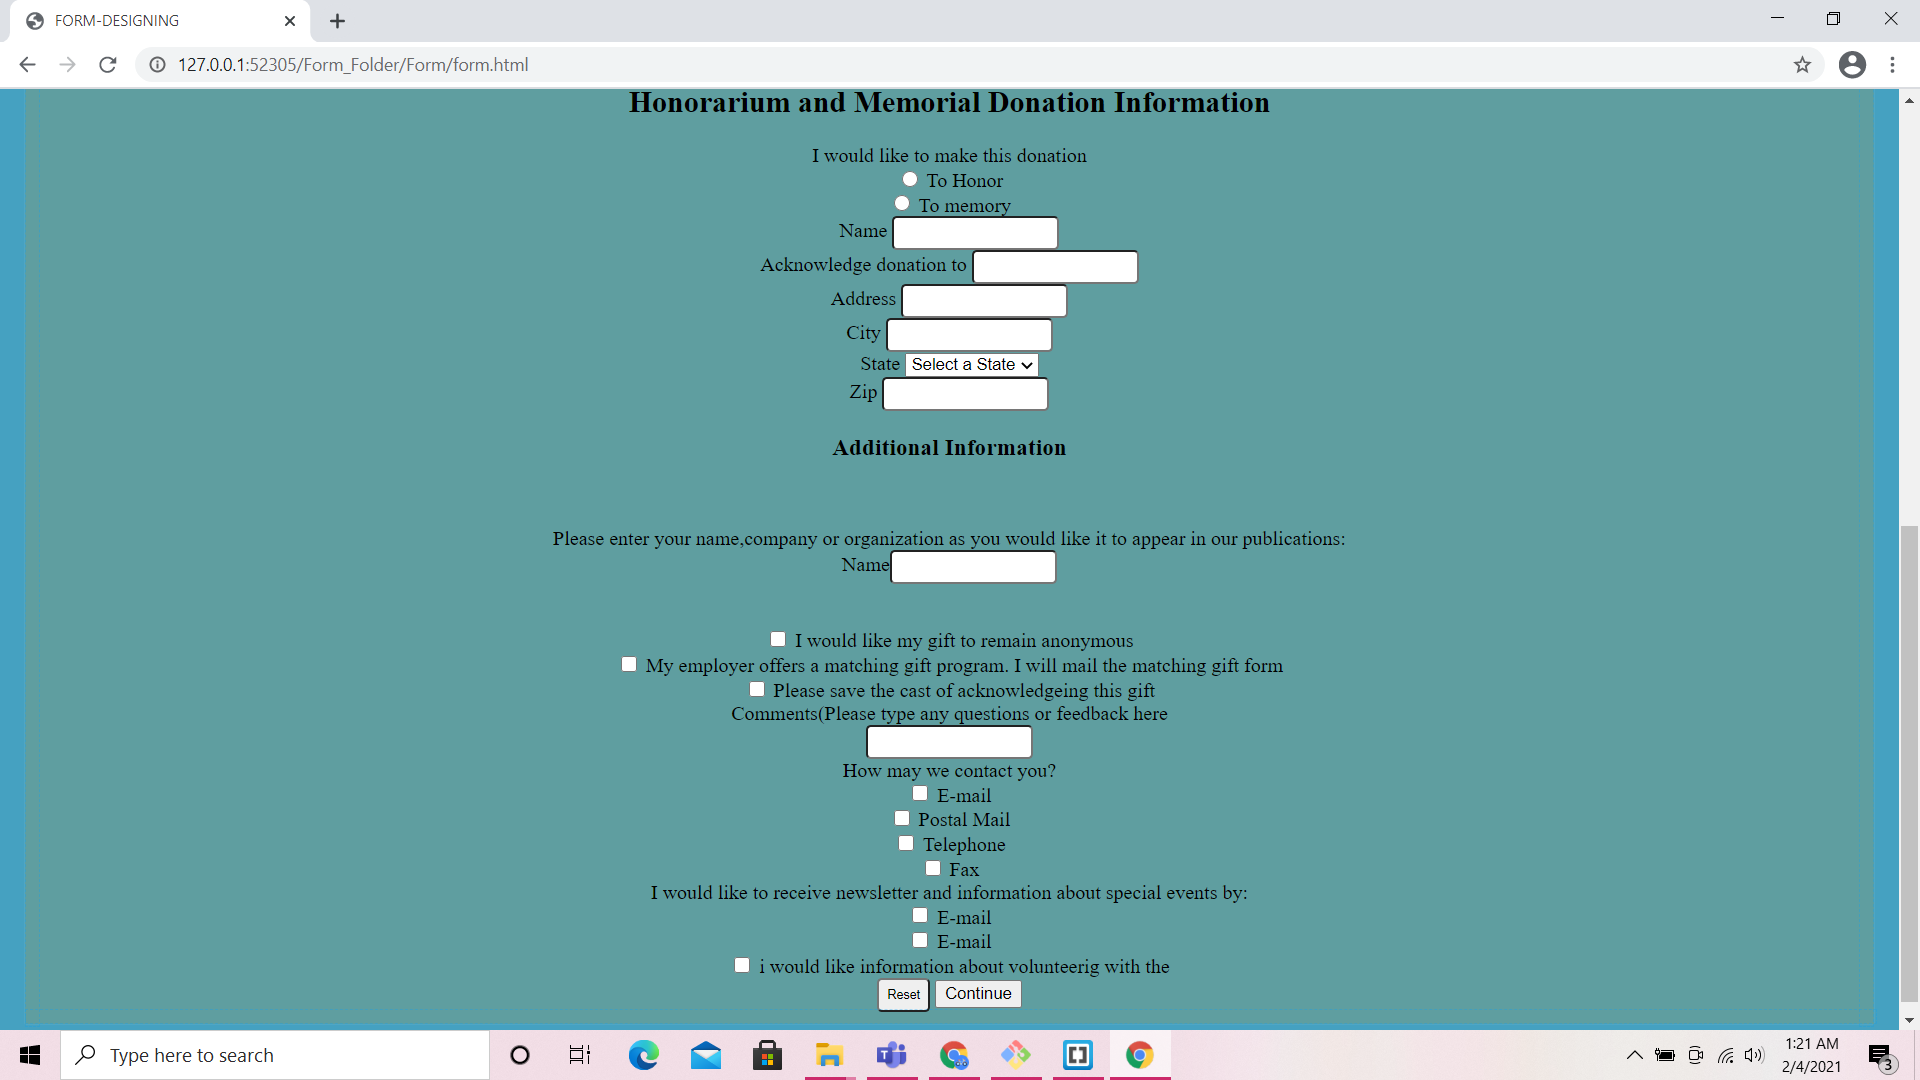 FORM-DESIGNING
127.0.0.1:52305/Form_Folder/Form/form.html
Honorarium and Memorial Donation Information
I would like to make this donation
To Honor
To memory
Name
Acknowledge donation to
Address
City
State Select a State
Zip
Additional Information
Please enter your name,company or organization as you would like it to appear in our publications:
Name
I would like my gift to remain anonymous
My employer offers a matching gift program. I will mail the matching gift form
Please save the cast of acknowledgeing this gift
Comments(Please type any questions or feedback here
How may we contact you?
E-mail
Postal Mail
Telephone
Fax
I would like to receive newsletter and information about special events by:
E-mail
E-mail
i would like information about volunteerig with the
Reset Continue
Type here to search
1:21 AM
2/4/2021
3